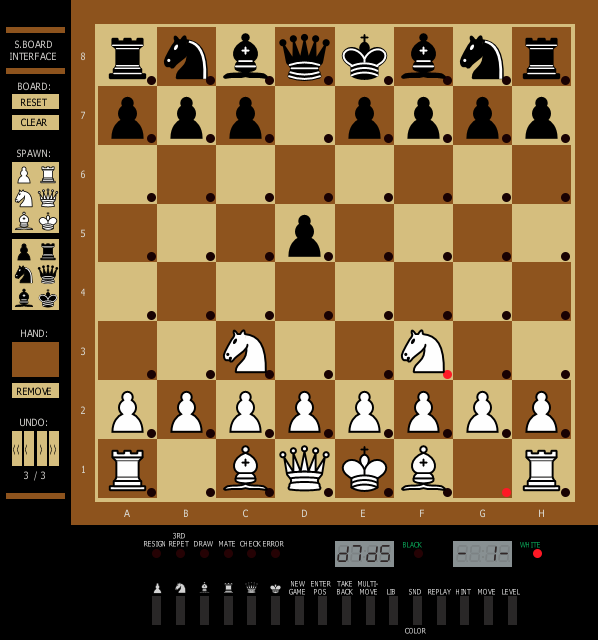 S.BOARD
INTERFACE
BOARD:
RESET
CLEAR
SPAWN:
HAND:
REMOVE
UNDO:
3 / 3
8
7
6
5
4
3
2
1
A B C D E F G H
RESIGN 3RD REPET DRAW MATE CHECK ERROR
d7d5
BLACK
- 1-
WHITE
NEW GAME ENTER POS TAKE BACK MULTI- MOVE LIB SND REPLAY HINT MOVE LEVEL
COLOR